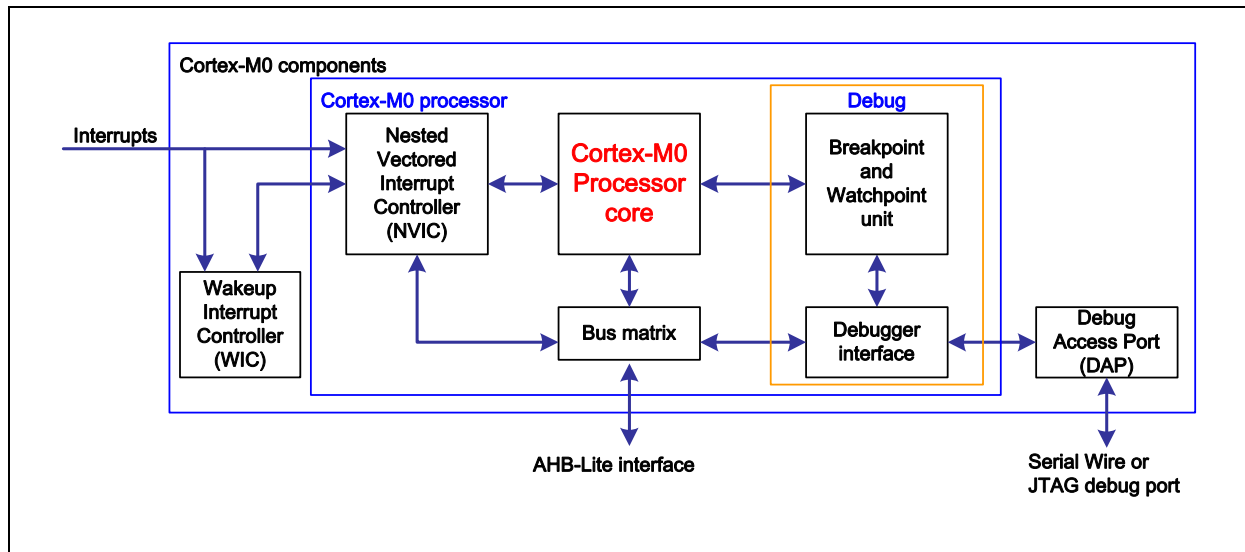 Cortex-M0 components
Cortex-M0 processor
Debug
Interrupts
Nested
Vectored
Interrupt
Controller
(NVIC)
Cortex-M0
Processor
core
Breakpoint
and
Watchpoint
unit
Wakeup
Interrupt
Controller
(WIC)
Bus matrix
Debugger
interface
Debug
Access Port
(DAP)
AHB-Lite interface
Serial Wire or
JTAG debug port